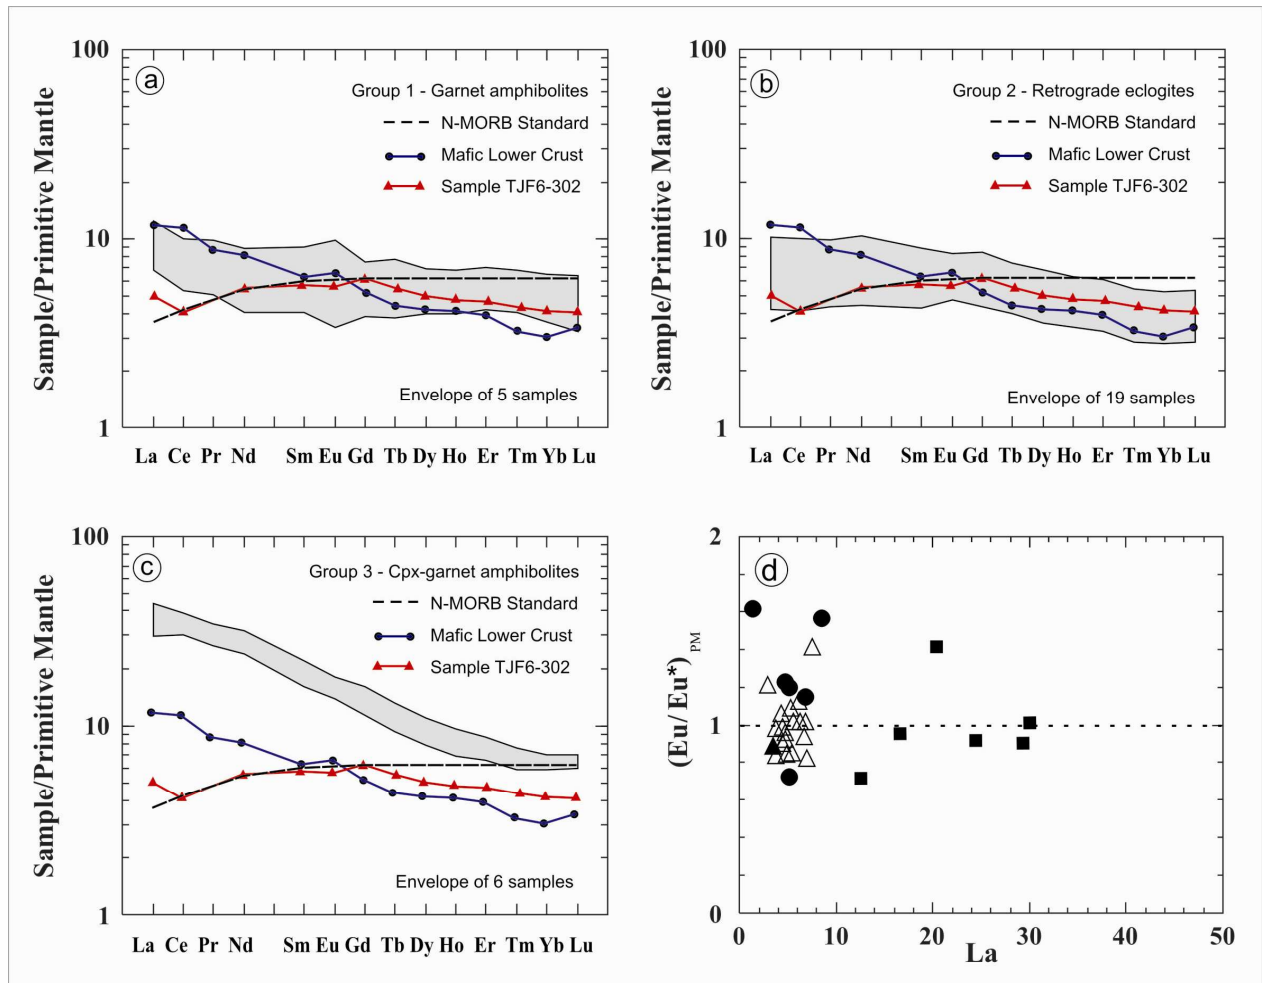 a
Group 1 - Garnet amphibolites
N-MORB Standard
Mafic Lower Crust
Sample TJF6-302
Envelope of 5 samples
Sample/Primitive Mantle
100
10
1
La Ce Pr Nd Sm Eu Gd Tb Dy Ho Er Tm Yb Lu
b
Group 2 - Retrograde eclogites
N-MORB Standard
Mafic Lower Crust
Sample TJF6-302
Envelope of 19 samples
Sample/Primitive Mantle
100
10
1
La Ce Pr Nd Sm Eu Gd Tb Dy Ho Er Tm Yb Lu
c
Group 3 - Cpx-garnet amphibolites
N-MORB Standard
Mafic Lower Crust
Sample TJF6-302
Envelope of 6 samples
Sample/Primitive Mantle
100
10
1
La Ce Pr Nd Sm Eu Gd Tb Dy Ho Er Tm Yb Lu
d
(Eu/Eu*)PM
2
1
0
0 10 20 30 40 50
La